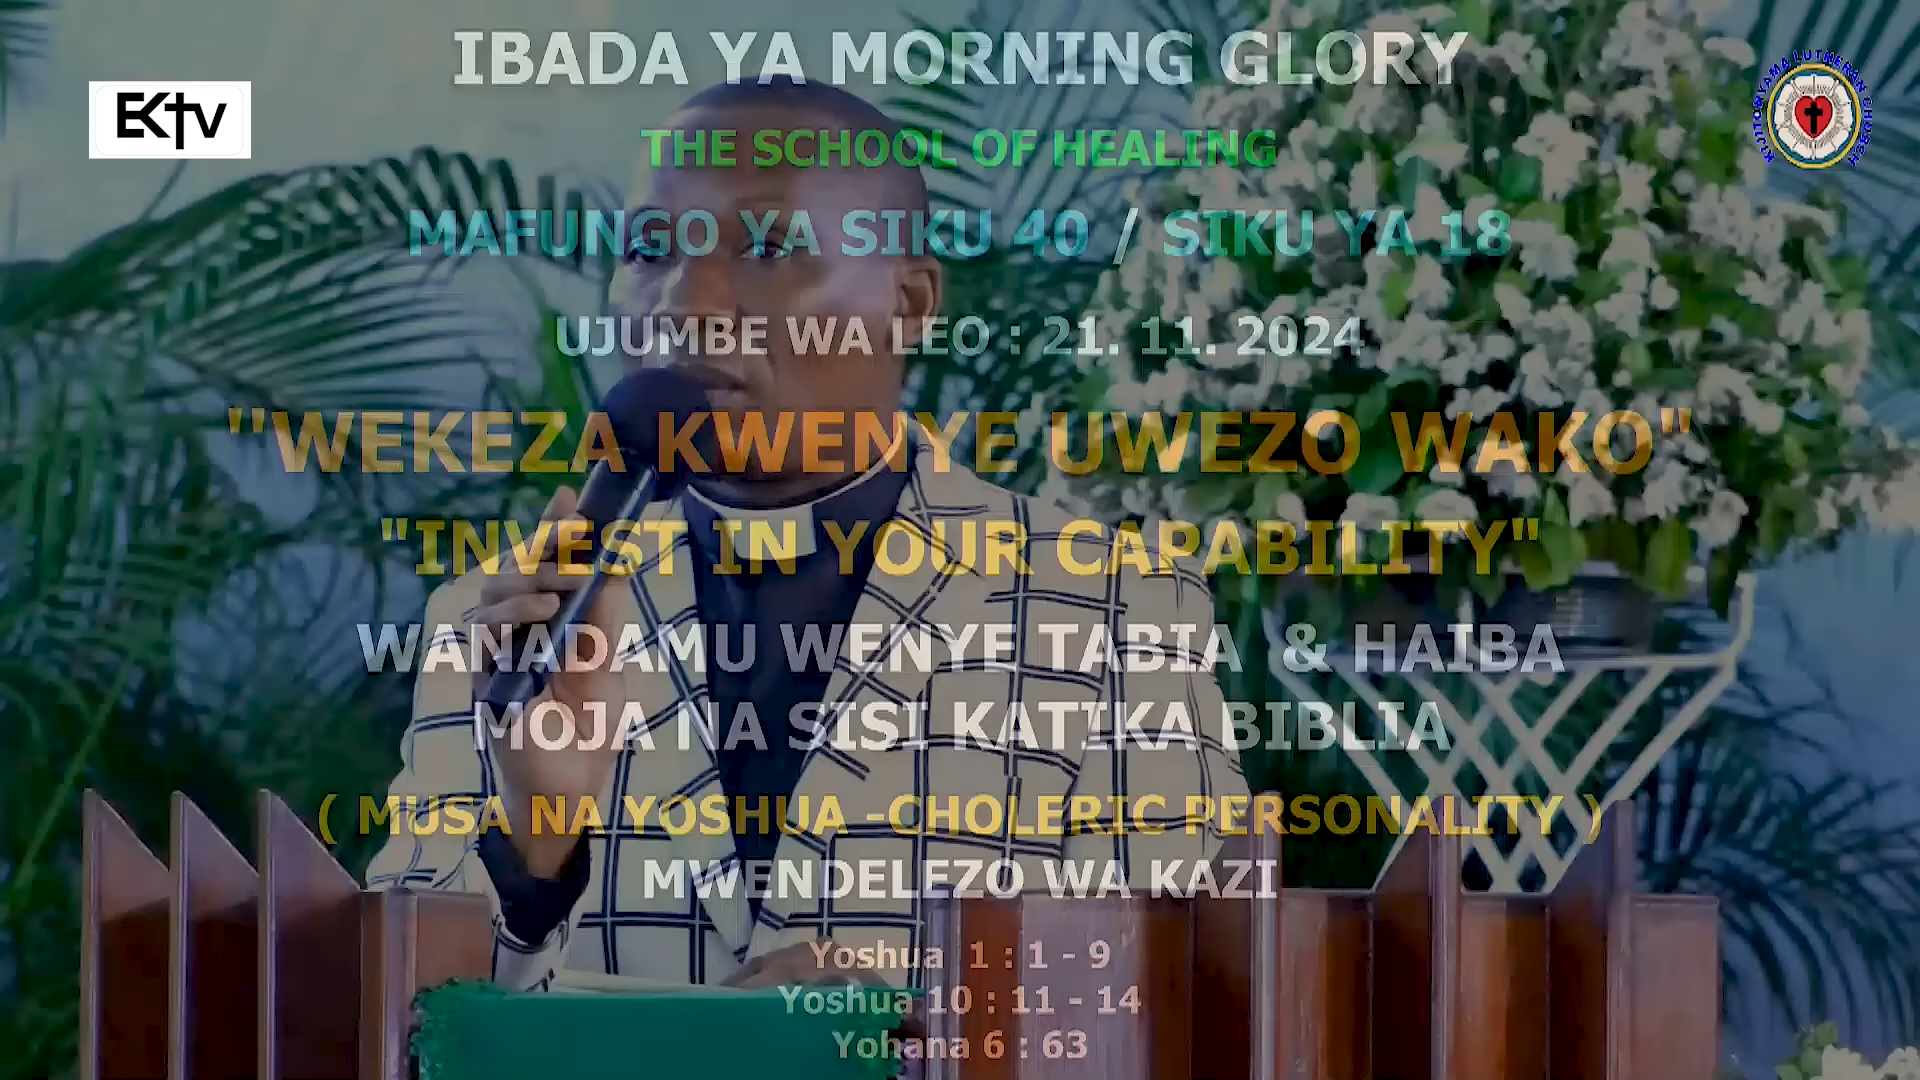 EKTV
KIJITONYAMA LUTHERAN CHURCH
IBADA YA MORNING GLORY
THE SCHOOL OF HEALING
MAFUNGO YA SIKU 40 / SIKU YA 18
UJUMBE WA LEO : 21. 11. 2024
"WEKEZA KWENYE UWEZO WAKO"
"INVEST IN YOUR CAPABILITY"
WANADAMU WENYE TABIA & HAIBA
MOJA NA SISI KATIKA BIBLIA
( MUSA NA YOSHUA -CHOLERIC PERSONALITY )
MWENDELEZO WA KAZI
Yoshua 1 : 1 - 9
Yoshua 10 : 11 - 14
Yohana 6 : 63